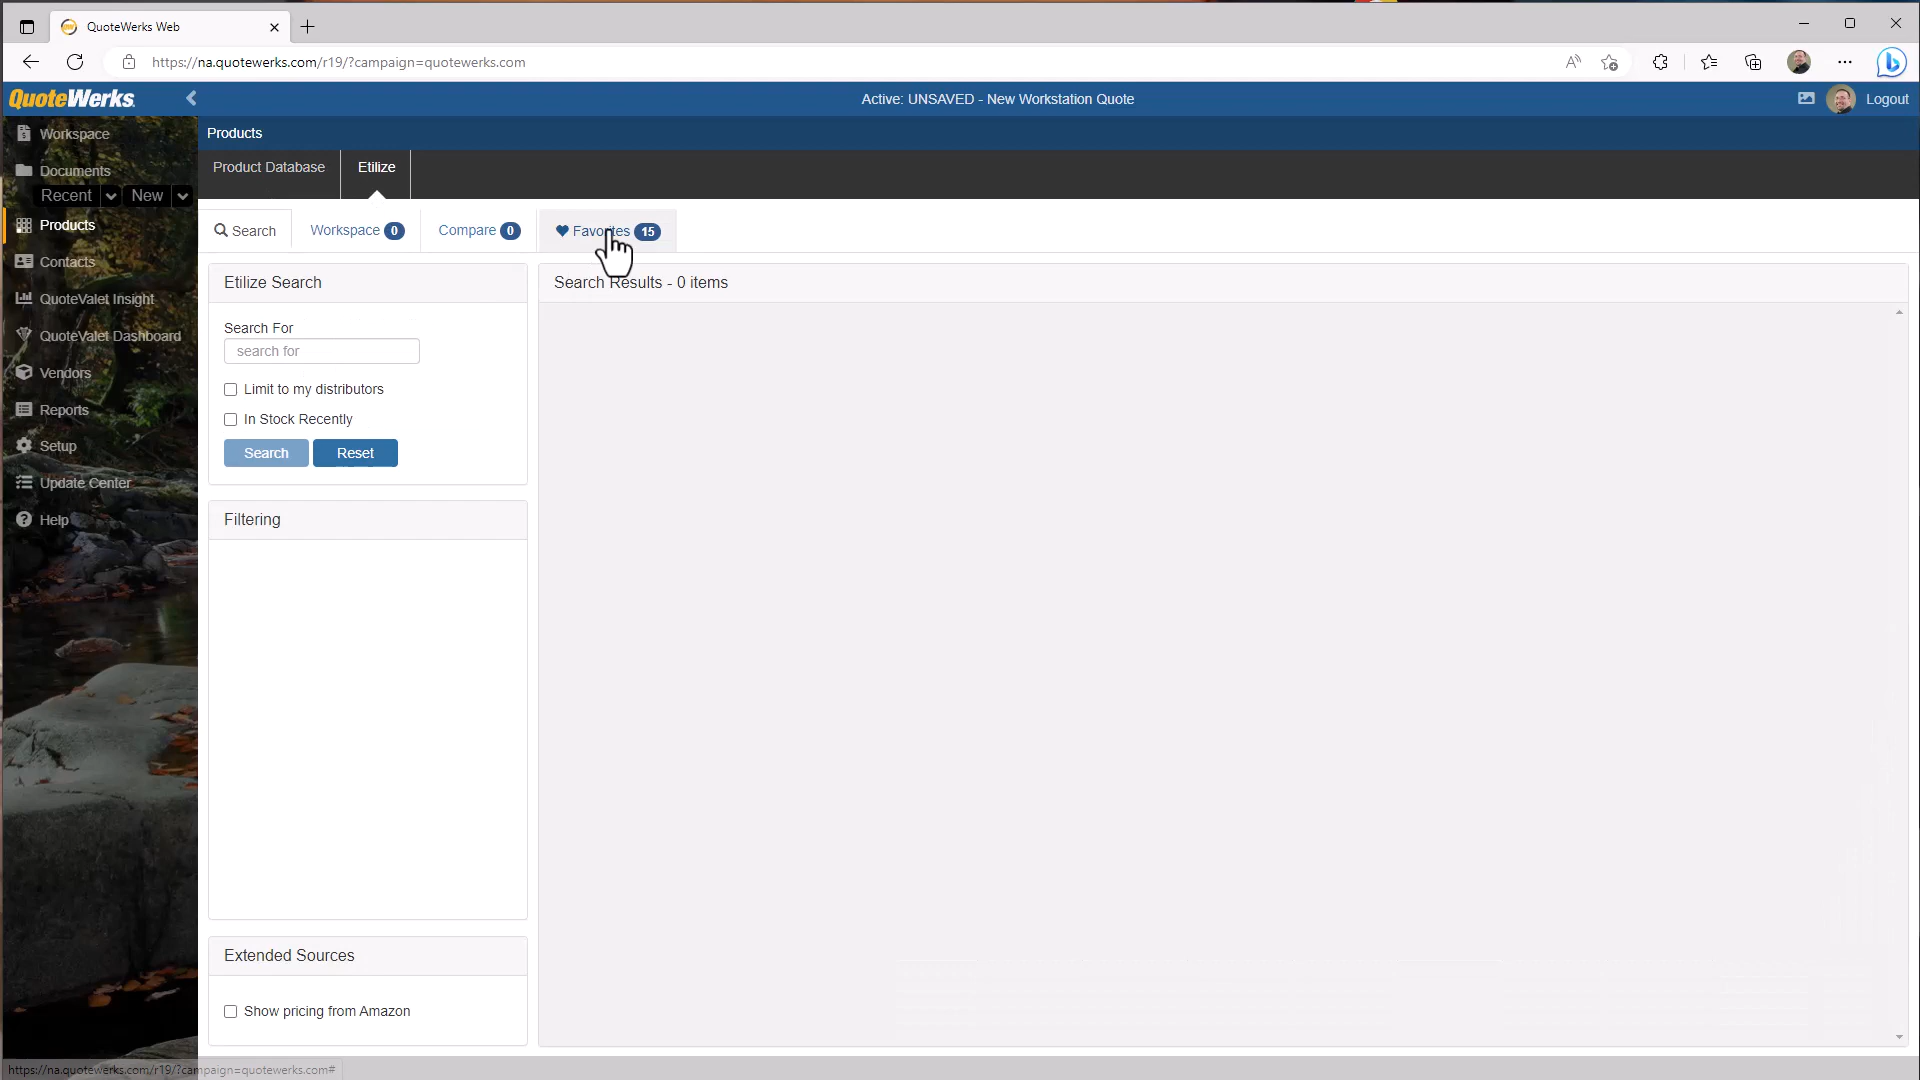 QuoteWerks Web
https://na.quotewerks.com/r19/?campaign=quotewerks.com
QuoteWerks
Active: UNSAVED - New Workstation Quote
Logout
Workspace
Documents
Recent
New
Products
Contacts
QuoteValet Insight
QuoteValet Dashboard
Vendors
Reports
Setup
Update Center
Help
Products
Product Database
Etilize
Search
Workspace 0
Compare 0
Favorites 15
Etilize Search
Search For
search for
Limit to my distributors
In Stock Recently
Search
Reset
Filtering
Extended Sources
Show pricing from Amazon
Search Results - 0 items
https://na.quotewerks.com/r19/?campaign=quotewerks.com#